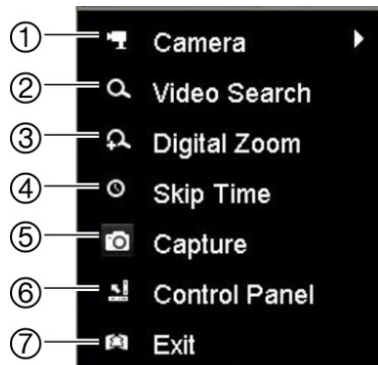 ① Camera
② Video Search
③ Digital Zoom
④ Skip Time
⑤ Capture
⑥ Control Panel
⑦ Exit